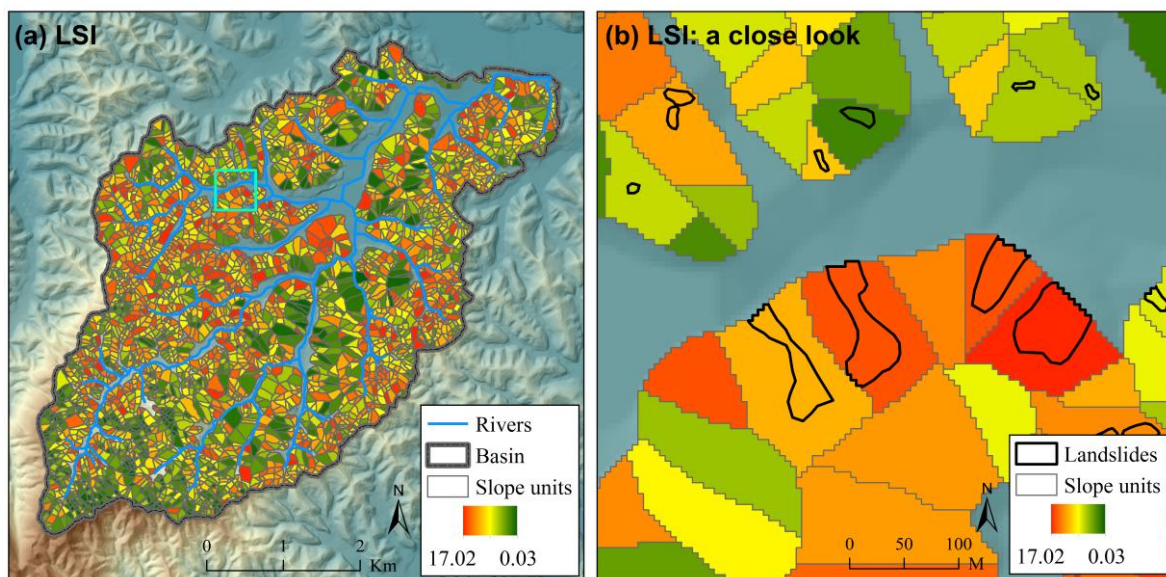 (a) LSI
Rivers
Basin
Slope units
17.02 0.03
N
0 1 2
Km
(b) LSI: a close look
Landslides
Slope units
17.02 0.03
N
0 50 100
M